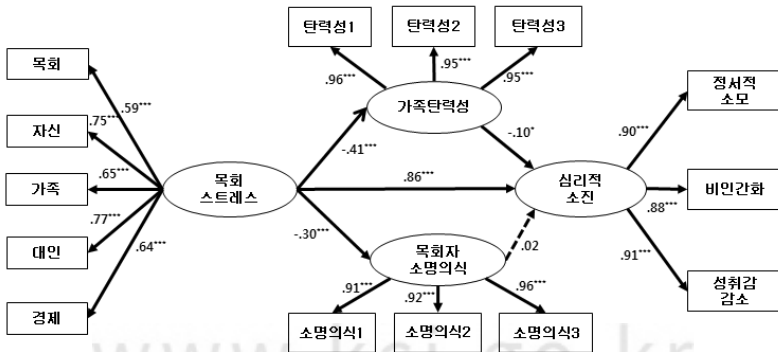 탄력성1
탄력성2
탄력성3
.96***
.95***
.95***
목회
자신
가족
대인
경제
.59***
.75***
.65***
.77***
.64***
목회
스트레스
가족탄력성
-.41***
-.10*
.86***
-.30***
.02
심리적
소진
목회자
소명의식
.91***
.92***
.96***
소명의식1
소명의식2
소명의식3
.90***
.88***
.91***
정서적
소모
비인간화
성취감
감소